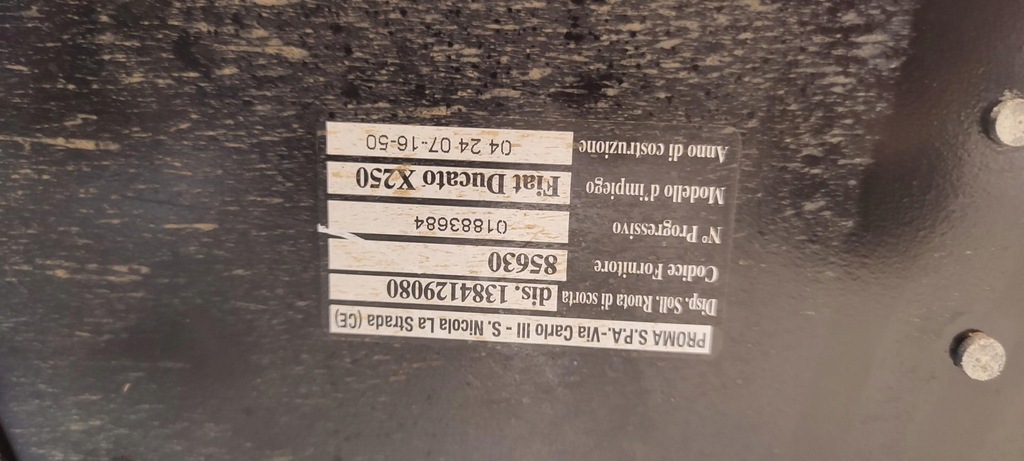 PROMA S.P.A.-Via Carlo III - S. Nicola La Strada (CE)
Disp. Soll. Ruota di scorta dis. 1384129080
Codice Fornitore 85630
N° Progressivo 01883684
Modello d'impiego Fiat Ducato X250
Anno di costruzione 04 24 07-16-50